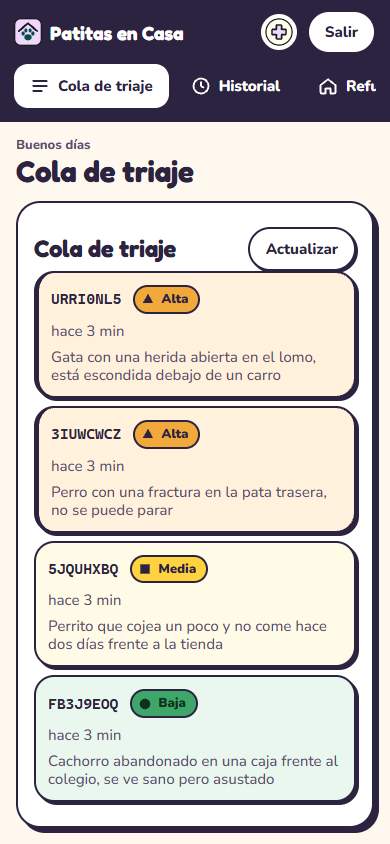 Patitas en Casa
Salir
Cola de triaje
Historial
Refu
Buenos días
Cola de triaje
Cola de triaje
Actualizar
URRI0NL5
Alta
hace 3 min
Gata con una herida abierta en el lomo,
está escondida debajo de un carro
3IUWCWCZ
Alta
hace 3 min
Perro con una fractura en la pata trasera,
no se puede parar
5JQUHXBQ
Media
hace 3 min
Perrito que cojea un poco y no come hace
dos días frente a la tienda
FB3J9EOQ
Baja
hace 3 min
Cachorro abandonado en una caja frente al
colegio, se ve sano pero asustado